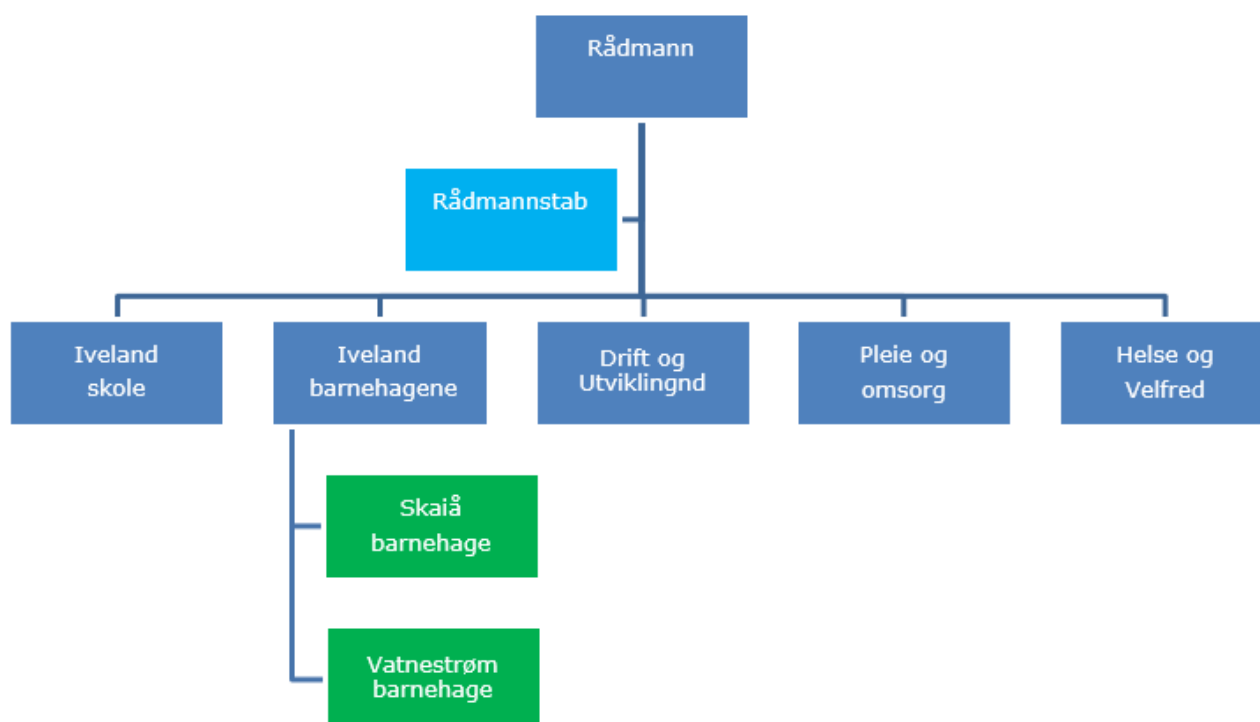 Rådmann
Rådmannstab
Iveland
skole
Iveland
barnehagene
Drift og
Utviklingnd
Pleie og
omsorg
Helse og
Velfred
Skaiå
barnehage
Vatnestrøm
barnehage